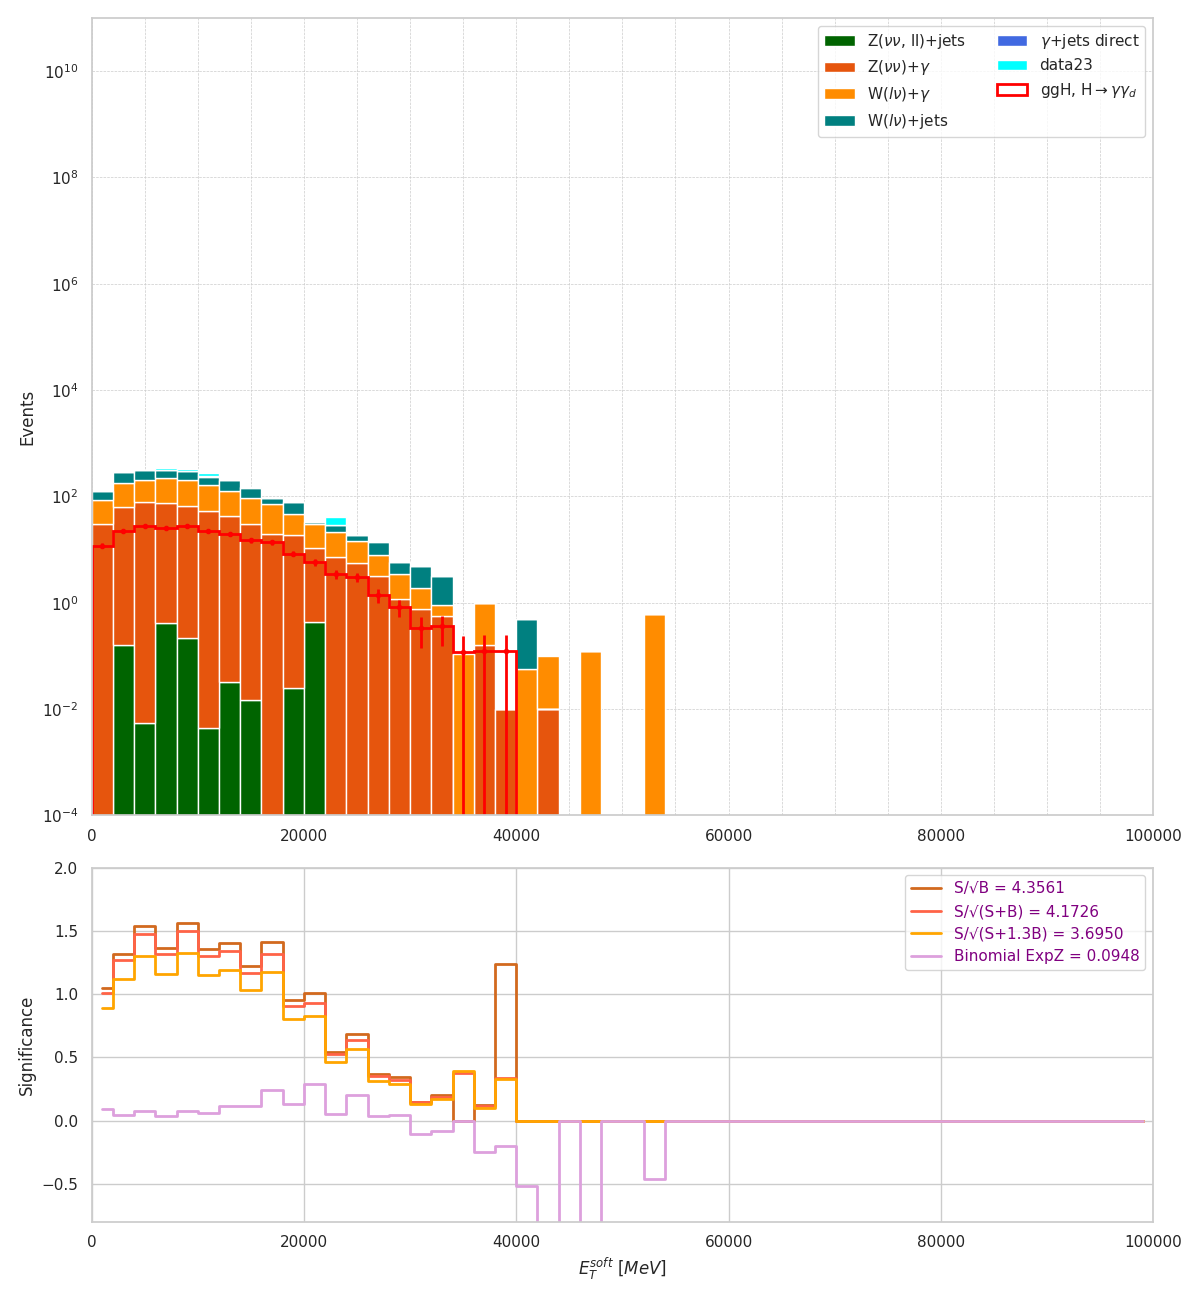 Z(νν, ll)+jets
Z(νν)+γ
W(lν)+γ
W(lν)+jets
γ+jets direct
data23
ggH, H→γγ_d
Events
10^10
10^8
10^6
10^4
10^2
10^0
10^−2
10^−4
0 20000 40000 60000 80000 100000
S/√B = 4.3561
S/√(S+B) = 4.1726
S/√(S+1.3B) = 3.6950
Binomial ExpZ = 0.0948
Significance
2.0
1.5
1.0
0.5
0.0
−0.5
0 20000 40000 60000 80000 100000
E_T^soft [MeV]